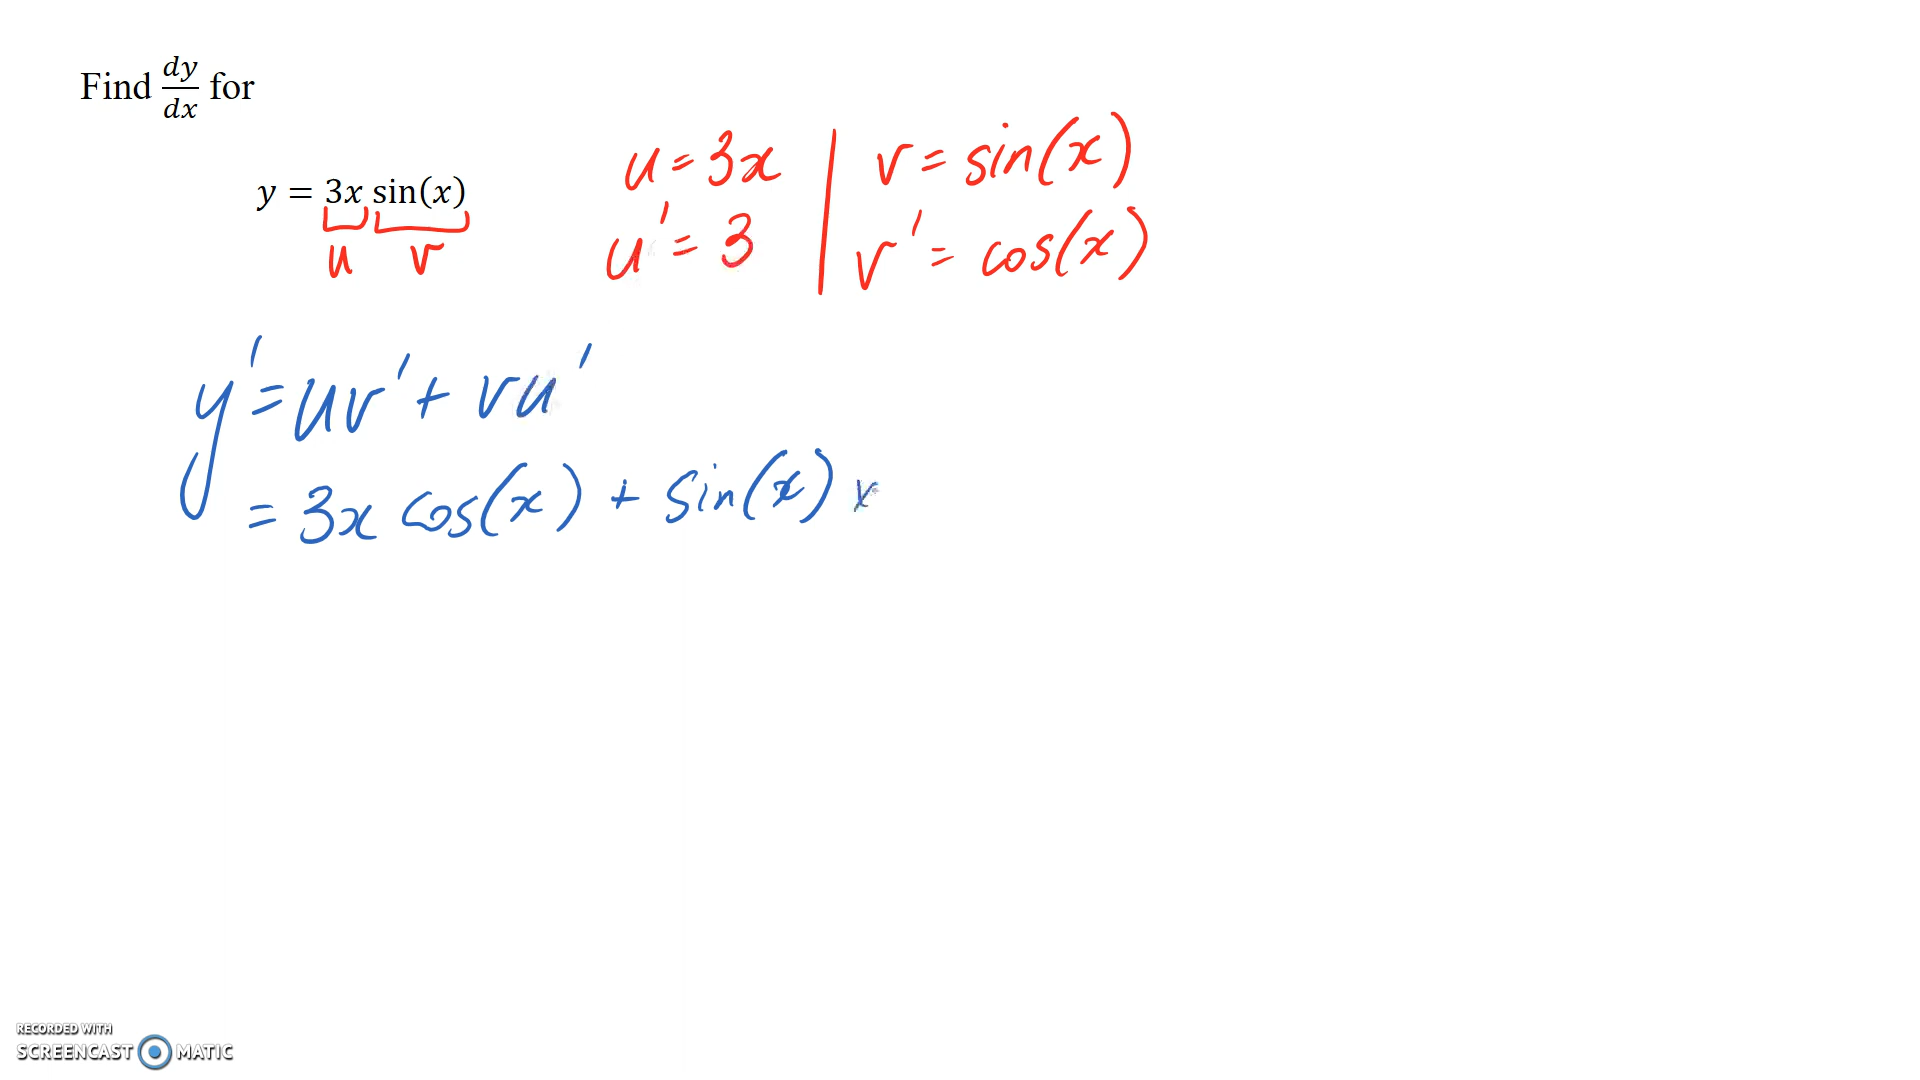 Find dy/dx for
y = 3x sin(x)
u v
u = 3x | v = sin(x)
u' = 3 | v' = cos(x)
y' = uv' + vu'
= 3x cos(x) + sin(x) ×
RECORDED WITH
SCREENCAST MATIC